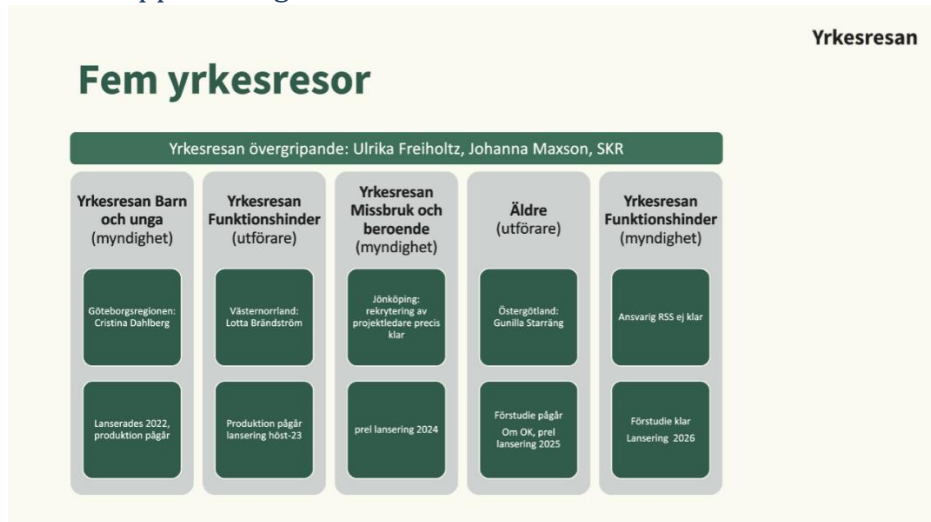 Yrkesresan
Fem yrkesresor
Yrkesresan övergripande: Ulrika Freiholtz, Johanna Maxson, SKR
Yrkesresan Barn
och unga
(myndighet)
Göteborgsregionen:
Cristina Dahlberg
Lanserades 2022,
produktion pågår
Yrkesresan
Funktionshinder
(utförare)
Västernorrland:
Lotta Brändström
Produktion pågår
lansering höst-23
Yrkesresan
Missbruk och
beroende
(myndighet)
Jönköping:
rekrytering av
projektledare precis
klar
prel lansering 2024
Äldre
(utförare)
Östergötland:
Gunilla Starräng
Förstudie pågår
Om OK, prel
lansering 2025
Yrkesresan
Funktionshinder
(myndighet)
Ansvarig RSS ej klar
Förstudie klar
Lansering 2026